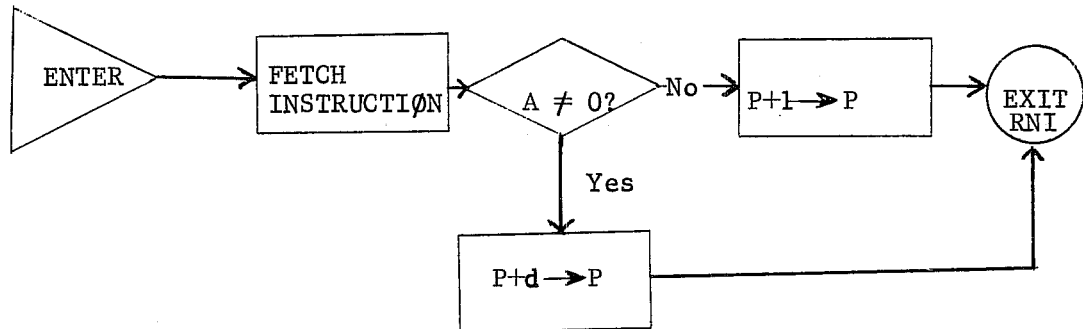 ENTER
FETCH
INSTRUCTIØN
A ≠ 0?
No
P+1→P
EXIT
RNI
Yes
P+d→P